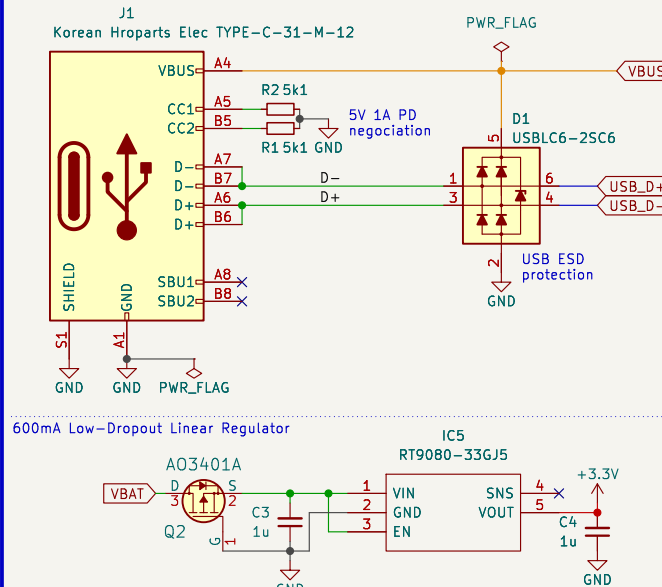 J1
Korean Hroparts Elec TYPE-C-31-M-12
PWR_FLAG
VBUS A4
VBUS
CC1 A5
R2 5k1
CC2 B5
R1 5k1 GND
5V 1A PD
negociation
D1
USBLC6-2SC6
5
D- A7
D- B7
D-
1
6
USB_D+
D+ A6
D+
3
4
USB_D-
D+ B6
2
USB ESD
protection
GND
SBU1 A8
SBU2 B8
SHIELD
GND
S1
A1
GND
GND
PWR_FLAG
600mA Low-Dropout Linear Regulator
AO3401A
VBAT
D
3
S
2
Q2
G
1
C3
1u
IC5
RT9080-33GJ5
1 VIN
2 GND
3 EN
SNS 4
VOUT 5
+3.3V
C4
1u
GND
GND